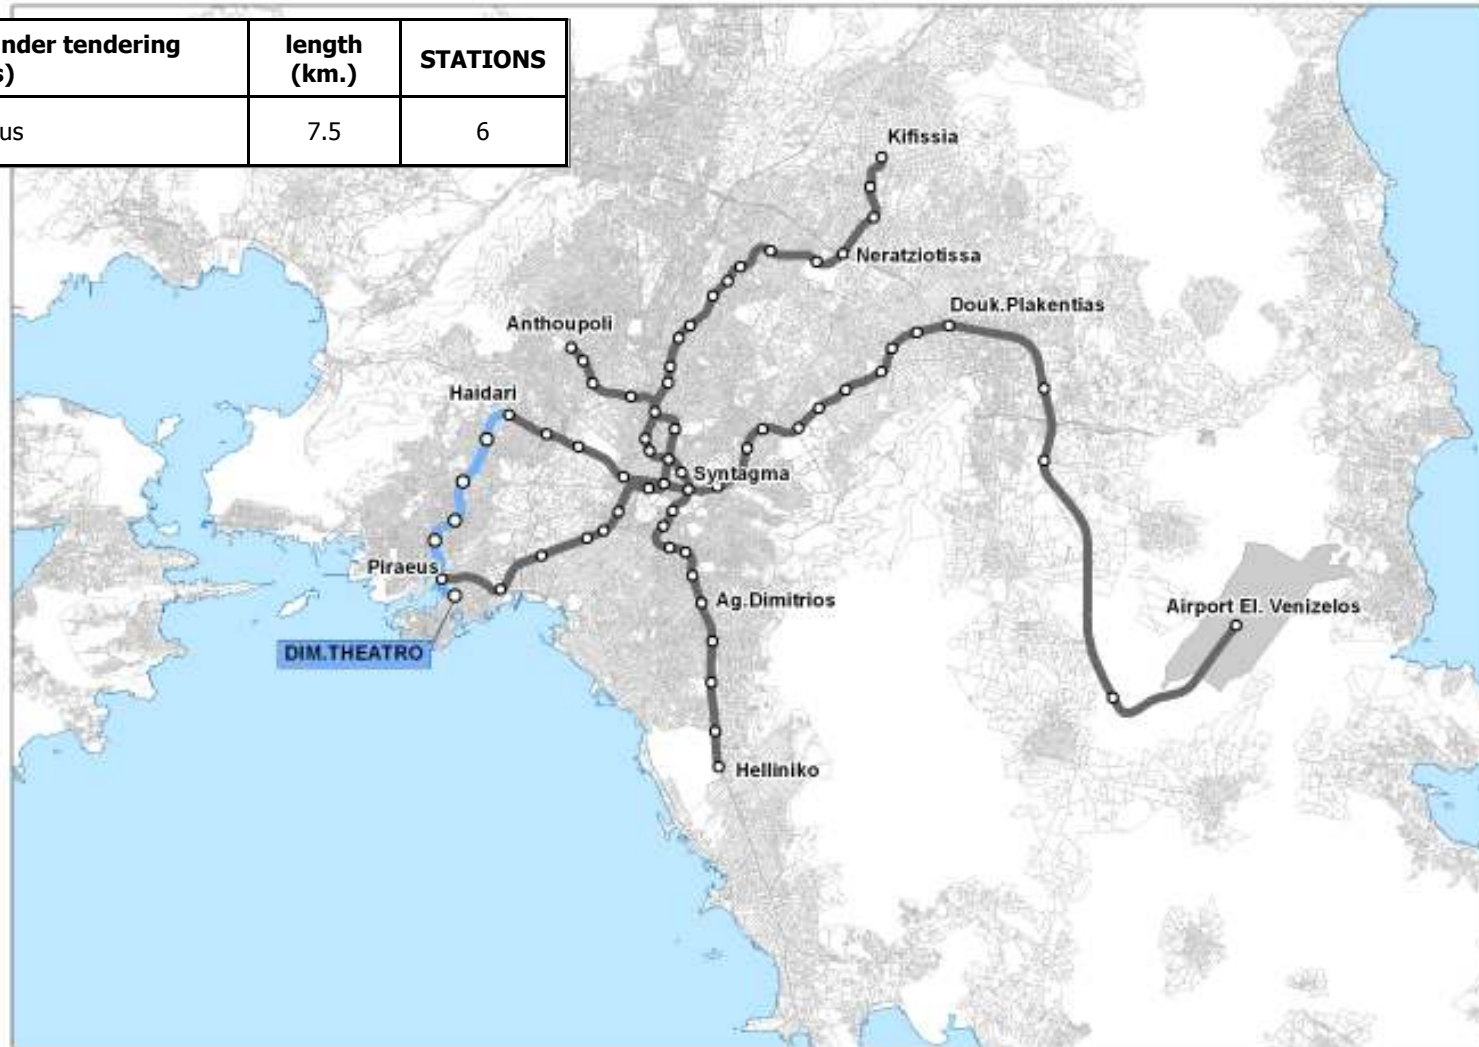 nder tendering
s)
length
(km.)
STATIONS
us
7.5
6
Kifissia
Neratziotissa
Douk.Plakentias
Anthoupoli
Haidari
Syntagma
Piraeus
Ag.Dimitrios
Airport El. Venizelos
DIM.THEATRO
Helliniko